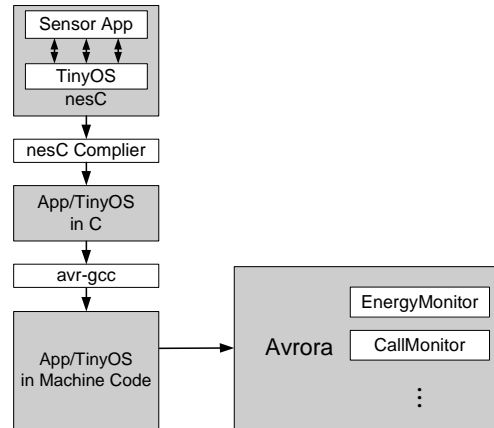 Sensor App
TinyOS
nesC
nesC Complier
App/TinyOS
in C
avr-gcc
App/TinyOS
in Machine Code
Avrora
EnergyMonitor
CallMonitor
⋮